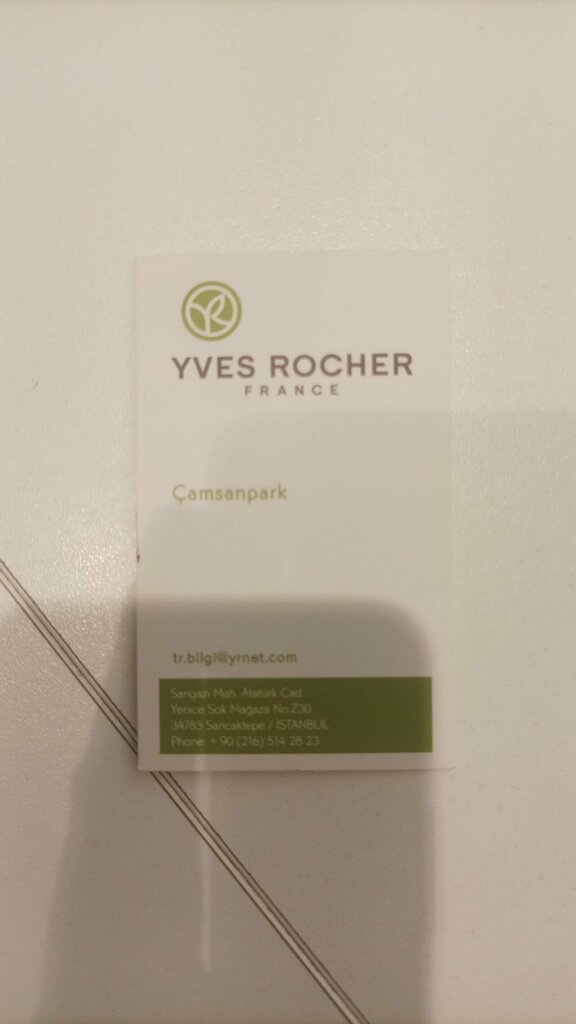 YR
YVES ROCHER
FRANCE
Çamsanpark
tr.bilgi@yrnet.com
Sarıgazi Mah. Atatürk Cad.
Yenice Sok Mağaza No:Z30
34785 Sancaktepe / İSTANBUL
Phone: + 90 (216) 514 28 23